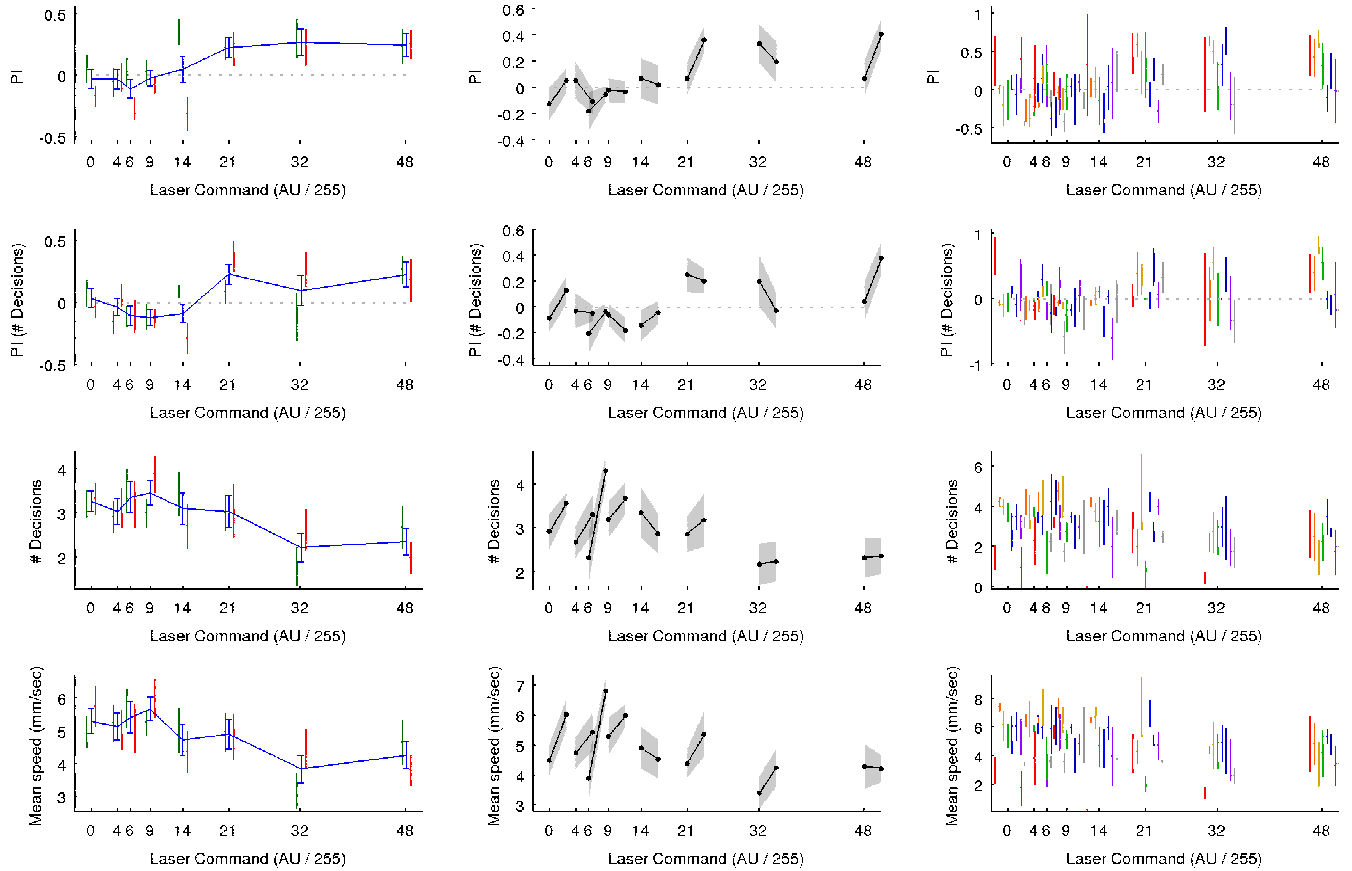 0.5
0
-0.5
PI
0 4 6 9 14 21 32 48
Laser Command (AU / 255)
0.6
0.4
0.2
0
-0.2
-0.4
PI
0 4 6 9 14 21 32 48
Laser Command (AU / 255)
1
0.5
0
-0.5
PI
0 4 6 9 14 21 32 48
Laser Command (AU / 255)
0.5
0
-0.5
PI (# Decisions)
0 4 6 9 14 21 32 48
Laser Command (AU / 255)
0.6
0.4
0.2
0
-0.2
-0.4
PI (# Decisions)
0 4 6 9 14 21 32 48
Laser Command (AU / 255)
1
0
-1
PI (# Decisions)
0 4 6 9 14 21 32 48
Laser Command (AU / 255)
4
3
2
# Decisions
0 4 6 9 14 21 32 48
Laser Command (AU / 255)
4
3
2
# Decisions
0 4 6 9 14 21 32 48
Laser Command (AU / 255)
6
4
2
0
# Decisions
0 4 6 9 14 21 32 48
Laser Command (AU / 255)
6
5
4
3
Mean speed (mm/sec)
0 4 6 9 14 21 32 48
Laser Command (AU / 255)
7
6
5
4
3
Mean speed (mm/sec)
0 4 6 9 14 21 32 48
Laser Command (AU / 255)
8
6
4
2
Mean speed (mm/sec)
0 4 6 9 14 21 32 48
Laser Command (AU / 255)